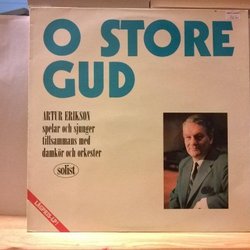 O STORE
GUD
ARTUR ERIKSON
spelar och sjunger
tillsammans med
damkör och orkester
solist